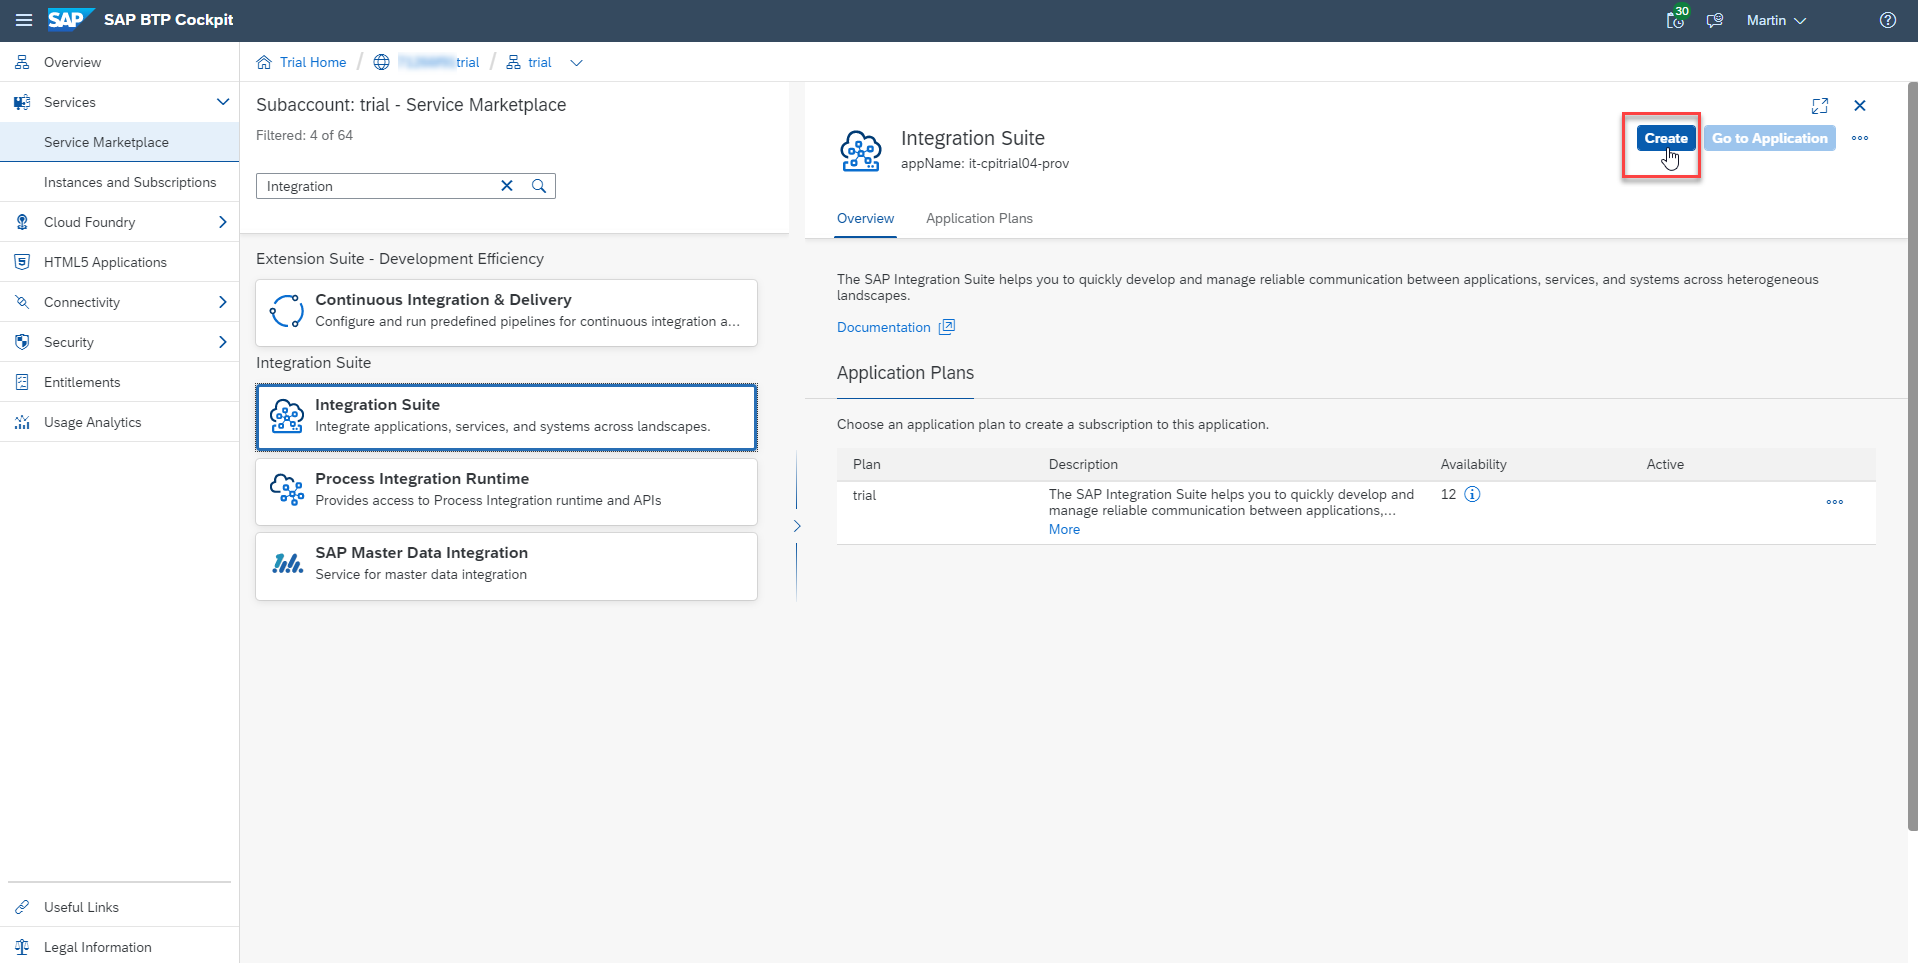 SAP SAP BTP Cockpit
30
Martin
Overview
Services
Service Marketplace
Instances and Subscriptions
Cloud Foundry
HTML5 Applications
Connectivity
Security
Entitlements
Usage Analytics
Useful Links
Legal Information
Trial Home / trial / trial
Subaccount: trial - Service Marketplace
Filtered: 4 of 64
Integration
Extension Suite - Development Efficiency
Continuous Integration & Delivery
Configure and run predefined pipelines for continuous integration a...
Integration Suite
Integration Suite
Integrate applications, services, and systems across landscapes.
Process Integration Runtime
Provides access to Process Integration runtime and APIs
SAP Master Data Integration
Service for master data integration
Integration Suite
appName: it-cpitrial04-prov
Create Go to Application
Overview Application Plans
The SAP Integration Suite helps you to quickly develop and manage reliable communication between applications, services, and systems across heterogeneous
landscapes.
Documentation
Application Plans
Choose an application plan to create a subscription to this application.
Plan Description Availability Active
trial The SAP Integration Suite helps you to quickly develop and 12
manage reliable communication between applications,...
More